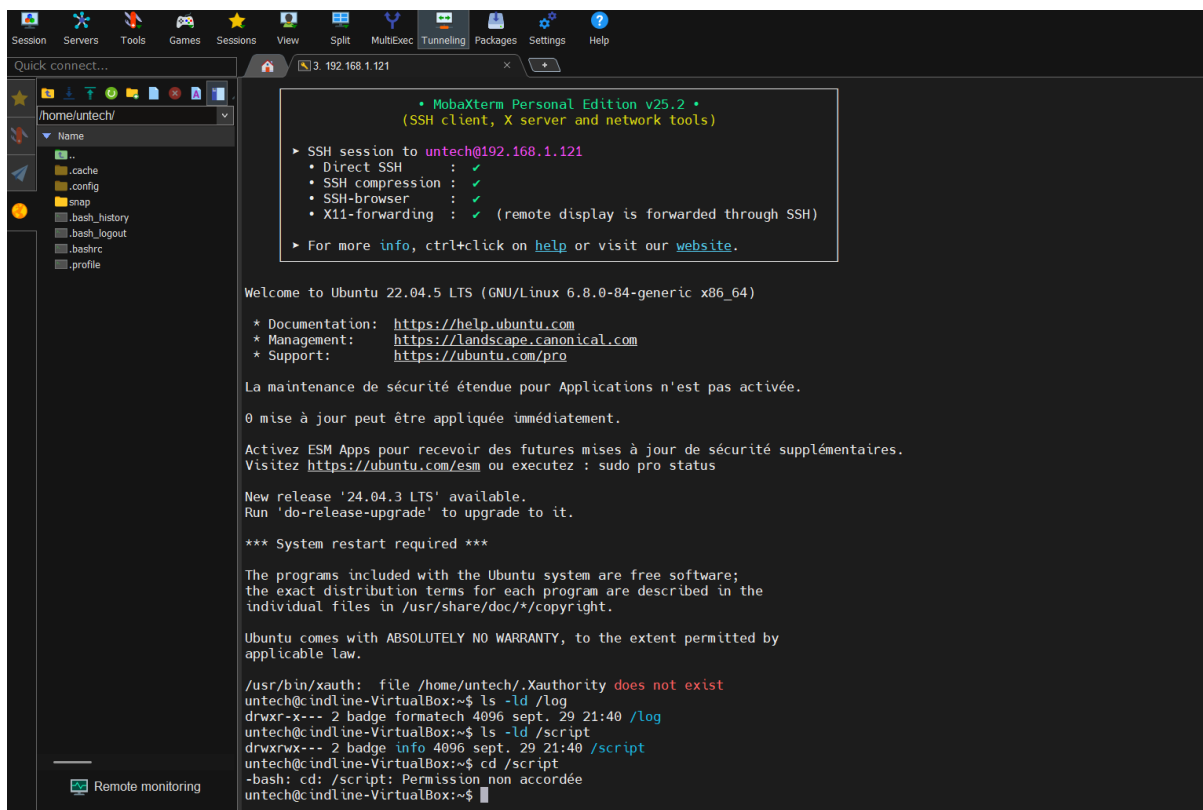 Session Servers Tools Games Sessions View Split MultiExec Tunneling Packages Settings Help
Quick connect...
3. 192.168.1.121
/home/untech/
Name
..
.cache
.config
snap
.bash_history
.bash_logout
.bashrc
.profile
Remote monitoring
• MobaXterm Personal Edition v25.2 •
(SSH client, X server and network tools)
➤ SSH session to untech@192.168.1.121
• Direct SSH : ✔
• SSH compression : ✔
• SSH-browser : ✔
• X11-forwarding : ✔ (remote display is forwarded through SSH)
➤ For more info, ctrl+click on help or visit our website.
Welcome to Ubuntu 22.04.5 LTS (GNU/Linux 6.8.0-84-generic x86_64)
* Documentation: https://help.ubuntu.com
* Management: https://landscape.canonical.com
* Support: https://ubuntu.com/pro
La maintenance de sécurité étendue pour Applications n'est pas activée.
0 mise à jour peut être appliquée immédiatement.
Activez ESM Apps pour recevoir des futures mises à jour de sécurité supplémentaires.
Visitez https://ubuntu.com/esm ou executez : sudo pro status
New release '24.04.3 LTS' available.
Run 'do-release-upgrade' to upgrade to it.
*** System restart required ***
The programs included with the Ubuntu system are free software;
the exact distribution terms for each program are described in the
individual files in /usr/share/doc/*/copyright.
Ubuntu comes with ABSOLUTELY NO WARRANTY, to the extent permitted by
applicable law.
/usr/bin/xauth:  file /home/untech/.Xauthority does not exist
untech@cindline-VirtualBox:~$ ls -ld /log
drwxr-x--- 2 badge formatech 4096 sept. 29 21:40 /log
untech@cindline-VirtualBox:~$ ls -ld /script
drwxrwx--- 2 badge info 4096 sept. 29 21:40 /script
untech@cindline-VirtualBox:~$ cd /script
-bash: cd: /script: Permission non accordée
untech@cindline-VirtualBox:~$